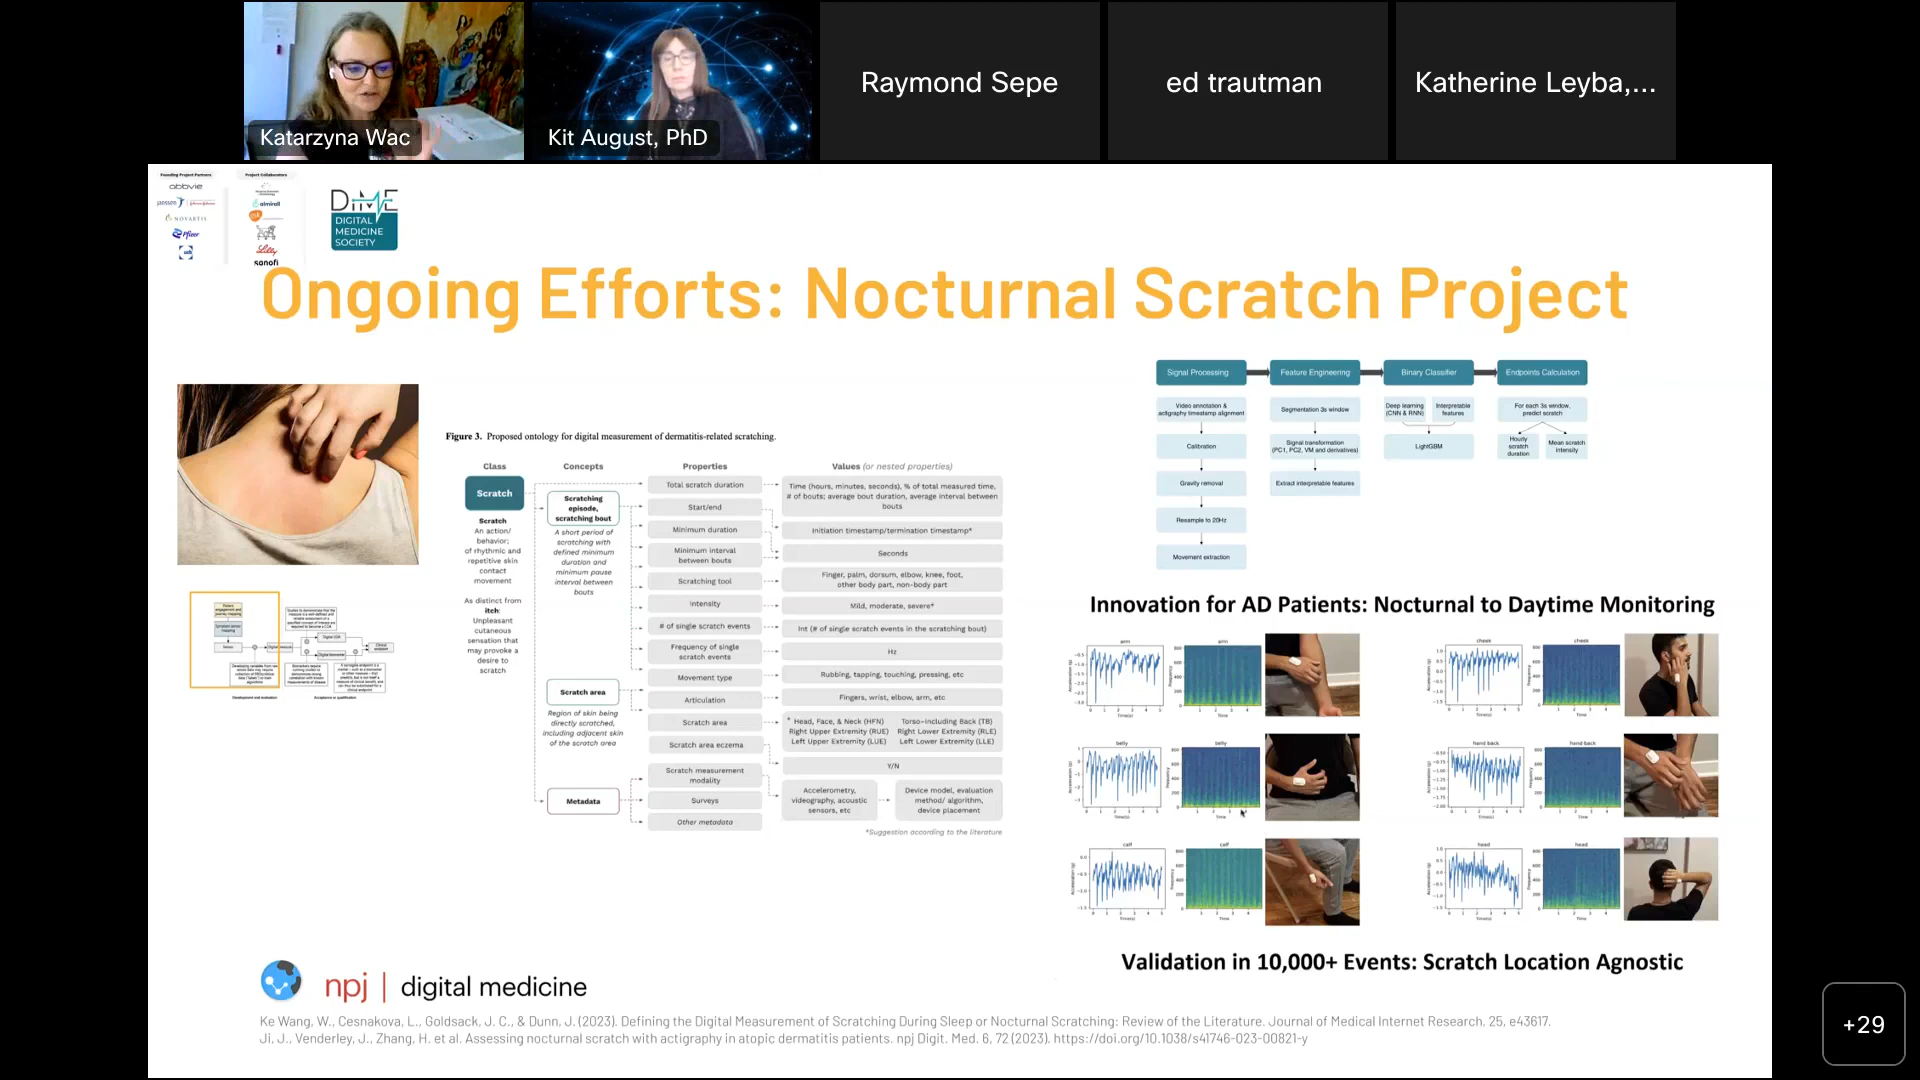 Katarzyna Wac
Kit August, PhD
Raymond Sepe
ed trautman
Katherine Leyba,...
Founding Project Partners
Project Collaborators
abbvie
janssen
NOVARTIS
Pfizer
ucb
almirall
Lilly
sanofi
DiME
DIGITAL
MEDICINE
SOCIETY
Ongoing Efforts: Nocturnal Scratch Project
Figure 3. Proposed ontology for digital measurement of dermatitis-related scratching.
Class
Concepts
Properties
Values (or nested properties)
Scratch
Scratch
An action/
behavior;
of rhythmic and
repetitive skin
contact
movement
As distinct from
itch:
Unpleasant
cutaneous
sensation that
may provoke a
desire to
scratch
Scratching
episode,
scratching bout
A short period of
scratching with
defined minimum
duration and
minimum pause
interval between
bouts
Scratch area
Region of skin being
directly scratched,
including adjacent skin
of the scratch area
Metadata
Total scratch duration
Start/end
Minimum duration
Minimum interval
between bouts
Scratching tool
Intensity
# of single scratch events
Frequency of single
scratch events
Movement type
Articulation
Scratch area
Scratch area eczema
Scratch measurement
modality
Surveys
Other metadata
Time (hours, minutes, seconds), % of total measured time,
# of bouts; average bout duration, average interval between
bouts
Initiation timestamp/termination timestamp*
Seconds
Finger, palm, dorsum, elbow, knee, foot,
other body part, non-body part
Mild, moderate, severe*
Int (# of single scratch events in the scratching bout)
Hz
Rubbing, tapping, touching, pressing, etc
Fingers, wrist, elbow, arm, etc
* Head, Face, & Neck (HFN)
Right Upper Extremity (RUE)
Left Upper Extremity (LUE)
Torso-including Back (TB)
Right Lower Extremity (RLE)
Left Lower Extremity (LLE)
Y/N
Accelerometry,
videography, acoustic
sensors, etc
Device model, evaluation
method/ algorithm,
device placement
*Suggestion according to the literature
Signal Processing
Feature Engineering
Binary Classifier
Endpoints Calculation
Video annotation &
actigraphy timestamp alignment
Calibration
Gravity removal
Resample to 20Hz
Movement extraction
Segmentation 3s window
Signal transformation
(PC1, PC2, VM and derivatives)
Extract interpretable features
Deep learning
(CNN & RNN)
Interpretable
features
LightGBM
For each 3s window,
predict scratch
Hourly
scratch
duration
Mean scratch
intensity
Innovation for AD Patients: Nocturnal to Daytime Monitoring
arm
arm
cheek
cheek
belly
belly
hand back
hand back
calf
calf
head
head
Validation in 10,000+ Events: Scratch Location Agnostic
npj | digital medicine
Ke Wang, W., Cesnakova, L., Goldsack, J. C., & Dunn, J. (2023). Defining the Digital Measurement of Scratching During Sleep or Nocturnal Scratching: Review of the Literature. Journal of Medical Internet Research, 25, e43617.
Ji, J., Venderley, J., Zhang, H. et al. Assessing nocturnal scratch with actigraphy in atopic dermatitis patients. npj Digit. Med. 6, 72 (2023). https://doi.org/10.1038/s41746-023-00821-y
+29